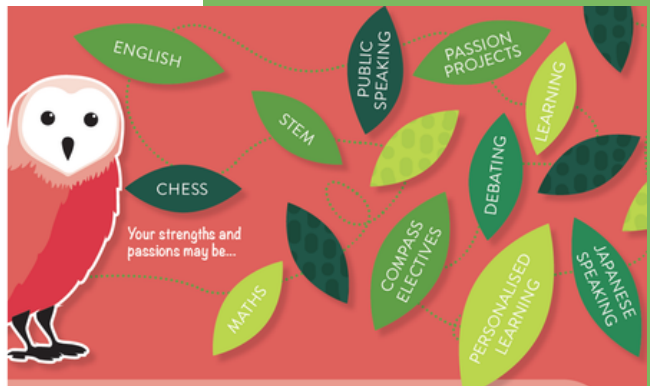 ENGLISH
PUBLIC
SPEAKING
PASSION
PROJECTS
STEM
LEARNING
CHESS
DEBATING
Your strengths and
passions may be...
COMPASS
ELECTIVES
MATHS
PERSONALISED
LEARNING
JAPANESE
SPEAKING